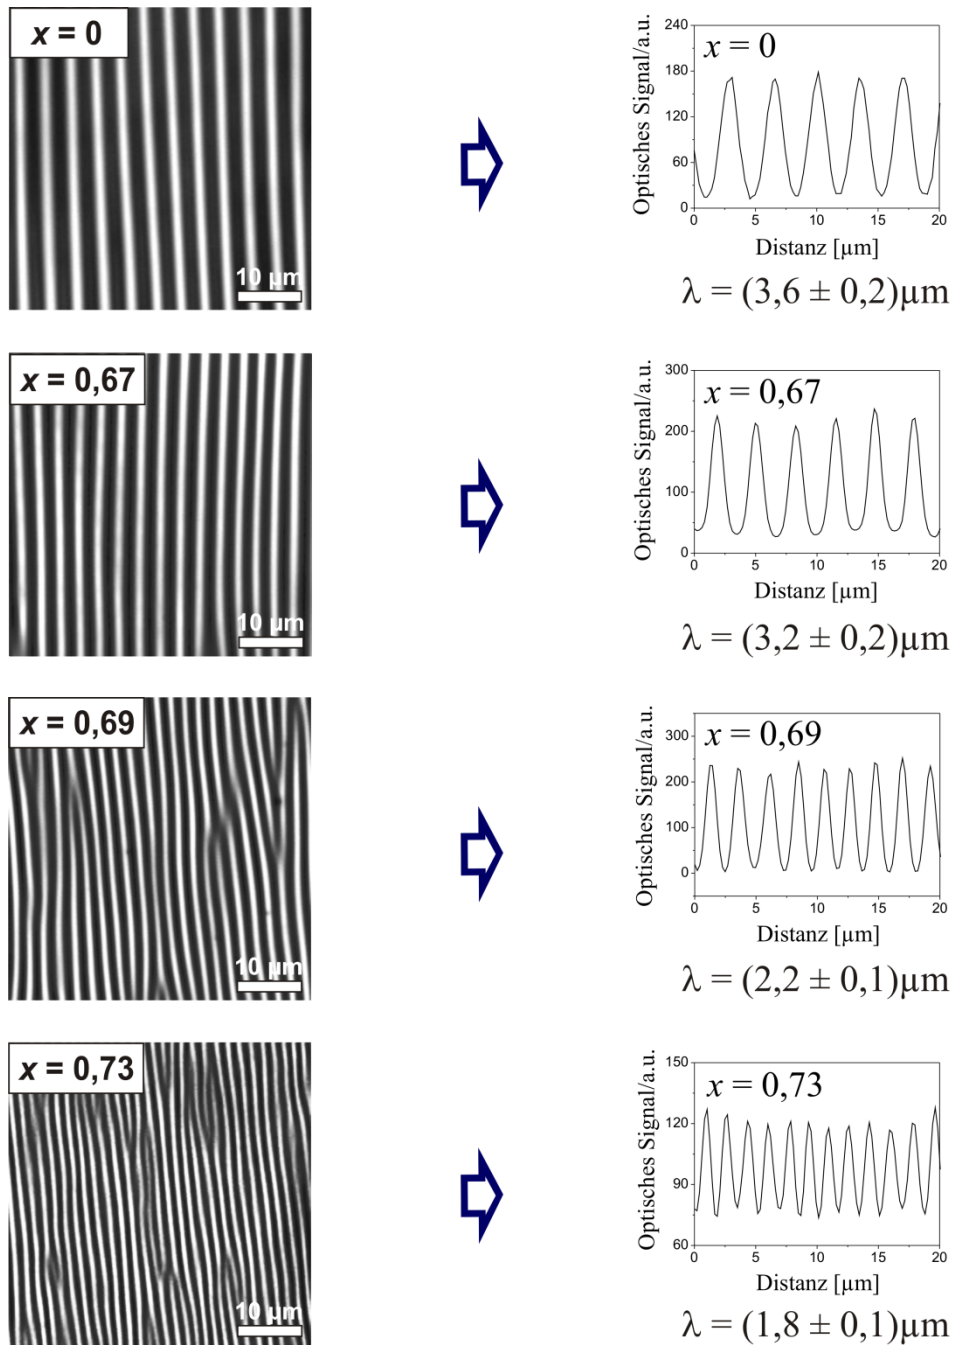 x = 0
10 µm
x = 0
Optisches Signal/a.u.
240
180
120
60
0
0 5 10 15 20
Distanz [µm]
λ = (3,6 ± 0,2)µm
x = 0,67
10 µm
x = 0,67
Optisches Signal/a.u.
300
200
100
0
0 5 10 15 20
Distanz [µm]
λ = (3,2 ± 0,2)µm
x = 0,69
10 µm
x = 0,69
Optisches Signal/a.u.
300
200
100
0
0 5 10 15 20
Distanz [µm]
λ = (2,2 ± 0,1)µm
x = 0,73
10 µm
x = 0,73
Optisches Signal/a.u.
150
120
90
60
0 5 10 15 20
Distanz [µm]
λ = (1,8 ± 0,1)µm